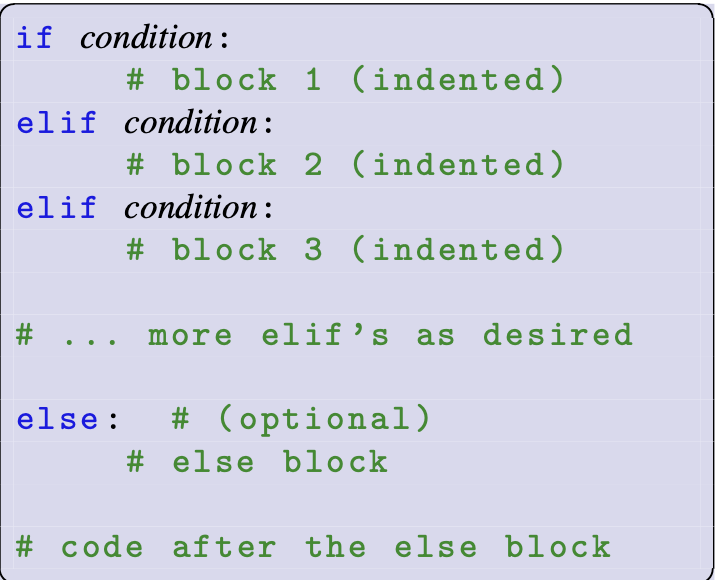 if condition:
# block 1 (indented)
elif condition:
# block 2 (indented)
elif condition:
# block 3 (indented)
# ... more elif’s as desired
else: # (optional)
# else block
# code after the else block